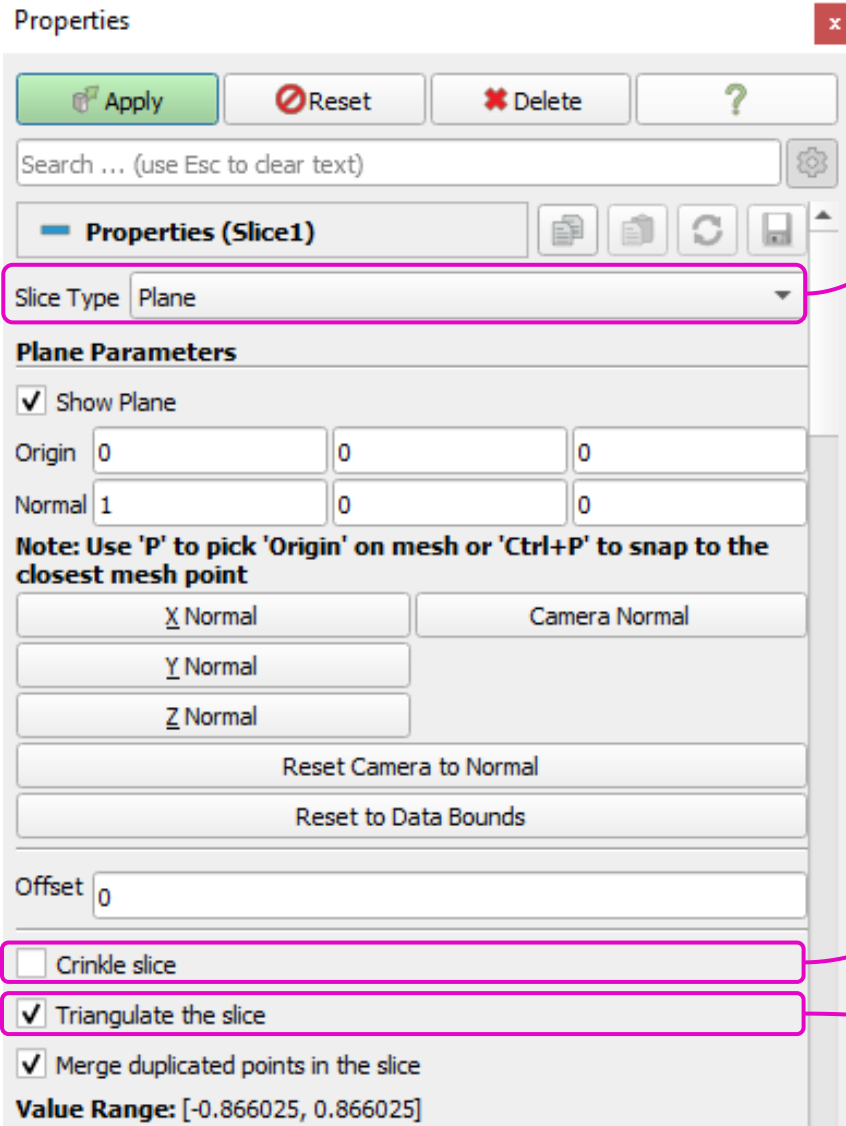 Properties
x
Apply Reset Delete ?
Search ... (use Esc to clear text)
Properties (Slice1)
Slice Type Plane
Plane Parameters
Show Plane
Origin 0 0 0
Normal 1 0 0
Note: Use 'P' to pick 'Origin' on mesh or 'Ctrl+P' to snap to the
closest mesh point
X Normal Camera Normal
Y Normal
Z Normal
Reset Camera to Normal
Reset to Data Bounds
Offset 0
Crinkle slice
Triangulate the slice
Merge duplicated points in the slice
Value Range: [-0.866025, 0.866025]